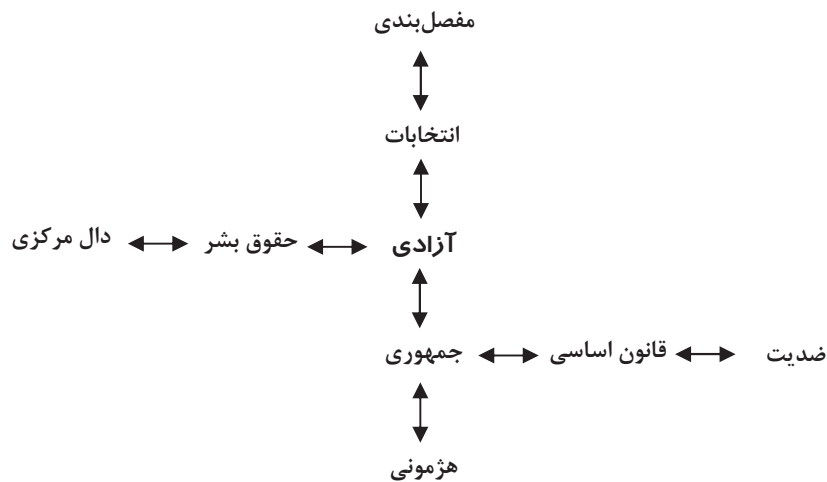 مفصل‌بندی
انتخابات
آزادی
حقوق بشر
دال مرکزی
ضدیت
قانون اساسی
جمهوری
هژمونی